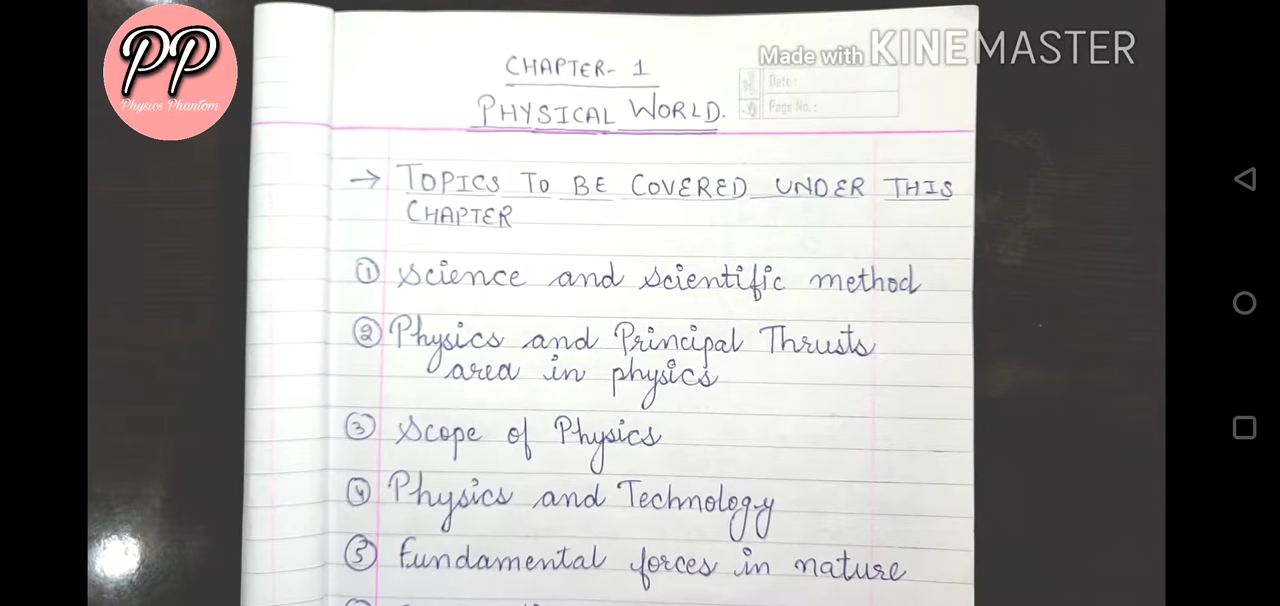 PP
Physics Phantom
Made with KINEMASTER
CHAPTER- 1
Date :
Page No. :
PHYSICAL WORLD.
→ TOPICS TO BE COVERED UNDER THIS
CHAPTER
① Science and scientific method
② Physics and Principal Thrusts
area in physics
③ Scope of Physics
④ Physics and Technology
⑤ Fundamental forces in nature